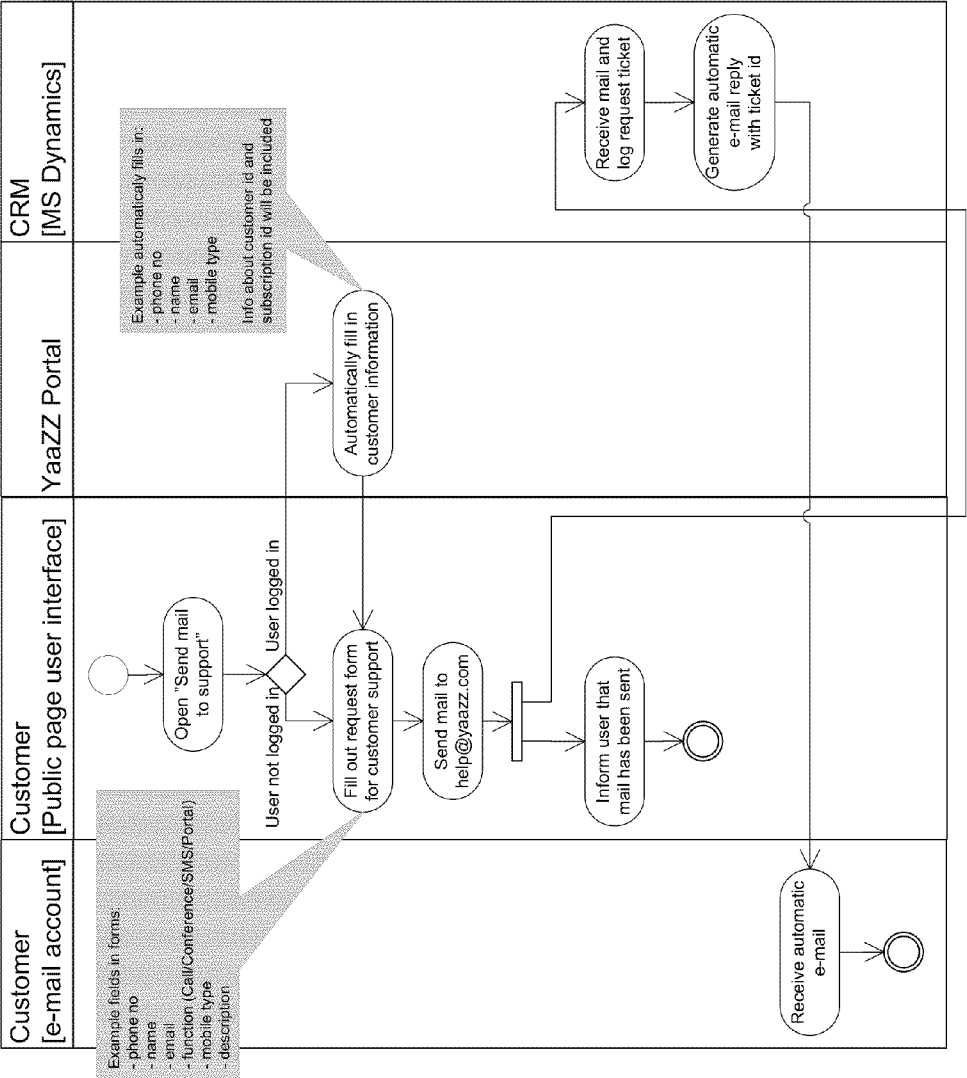 Customer
[e-mail account]
Customer
[Public page user interface]
YaaZZ Portal
CRM
[MS Dynamics]
Example fields in forms:
- phone no
- name
- email
- function (Call/Conference/SMS/Portal)
- mobile type
- description
Example automatically fills in:
- phone no
- name
- email
- mobile type
Info about customer id and
subscription id will be included
Open ”Send mail
to support”
User not logged in
User logged in
Fill out request form
for customer support
Automatically fill in
customer information
Send mail to
help@yaazz.com
Inform user that
mail has been sent
Receive mail and
log request ticket
Generate automatic
e-mail reply
with ticket id
Receive automatic
e-mail